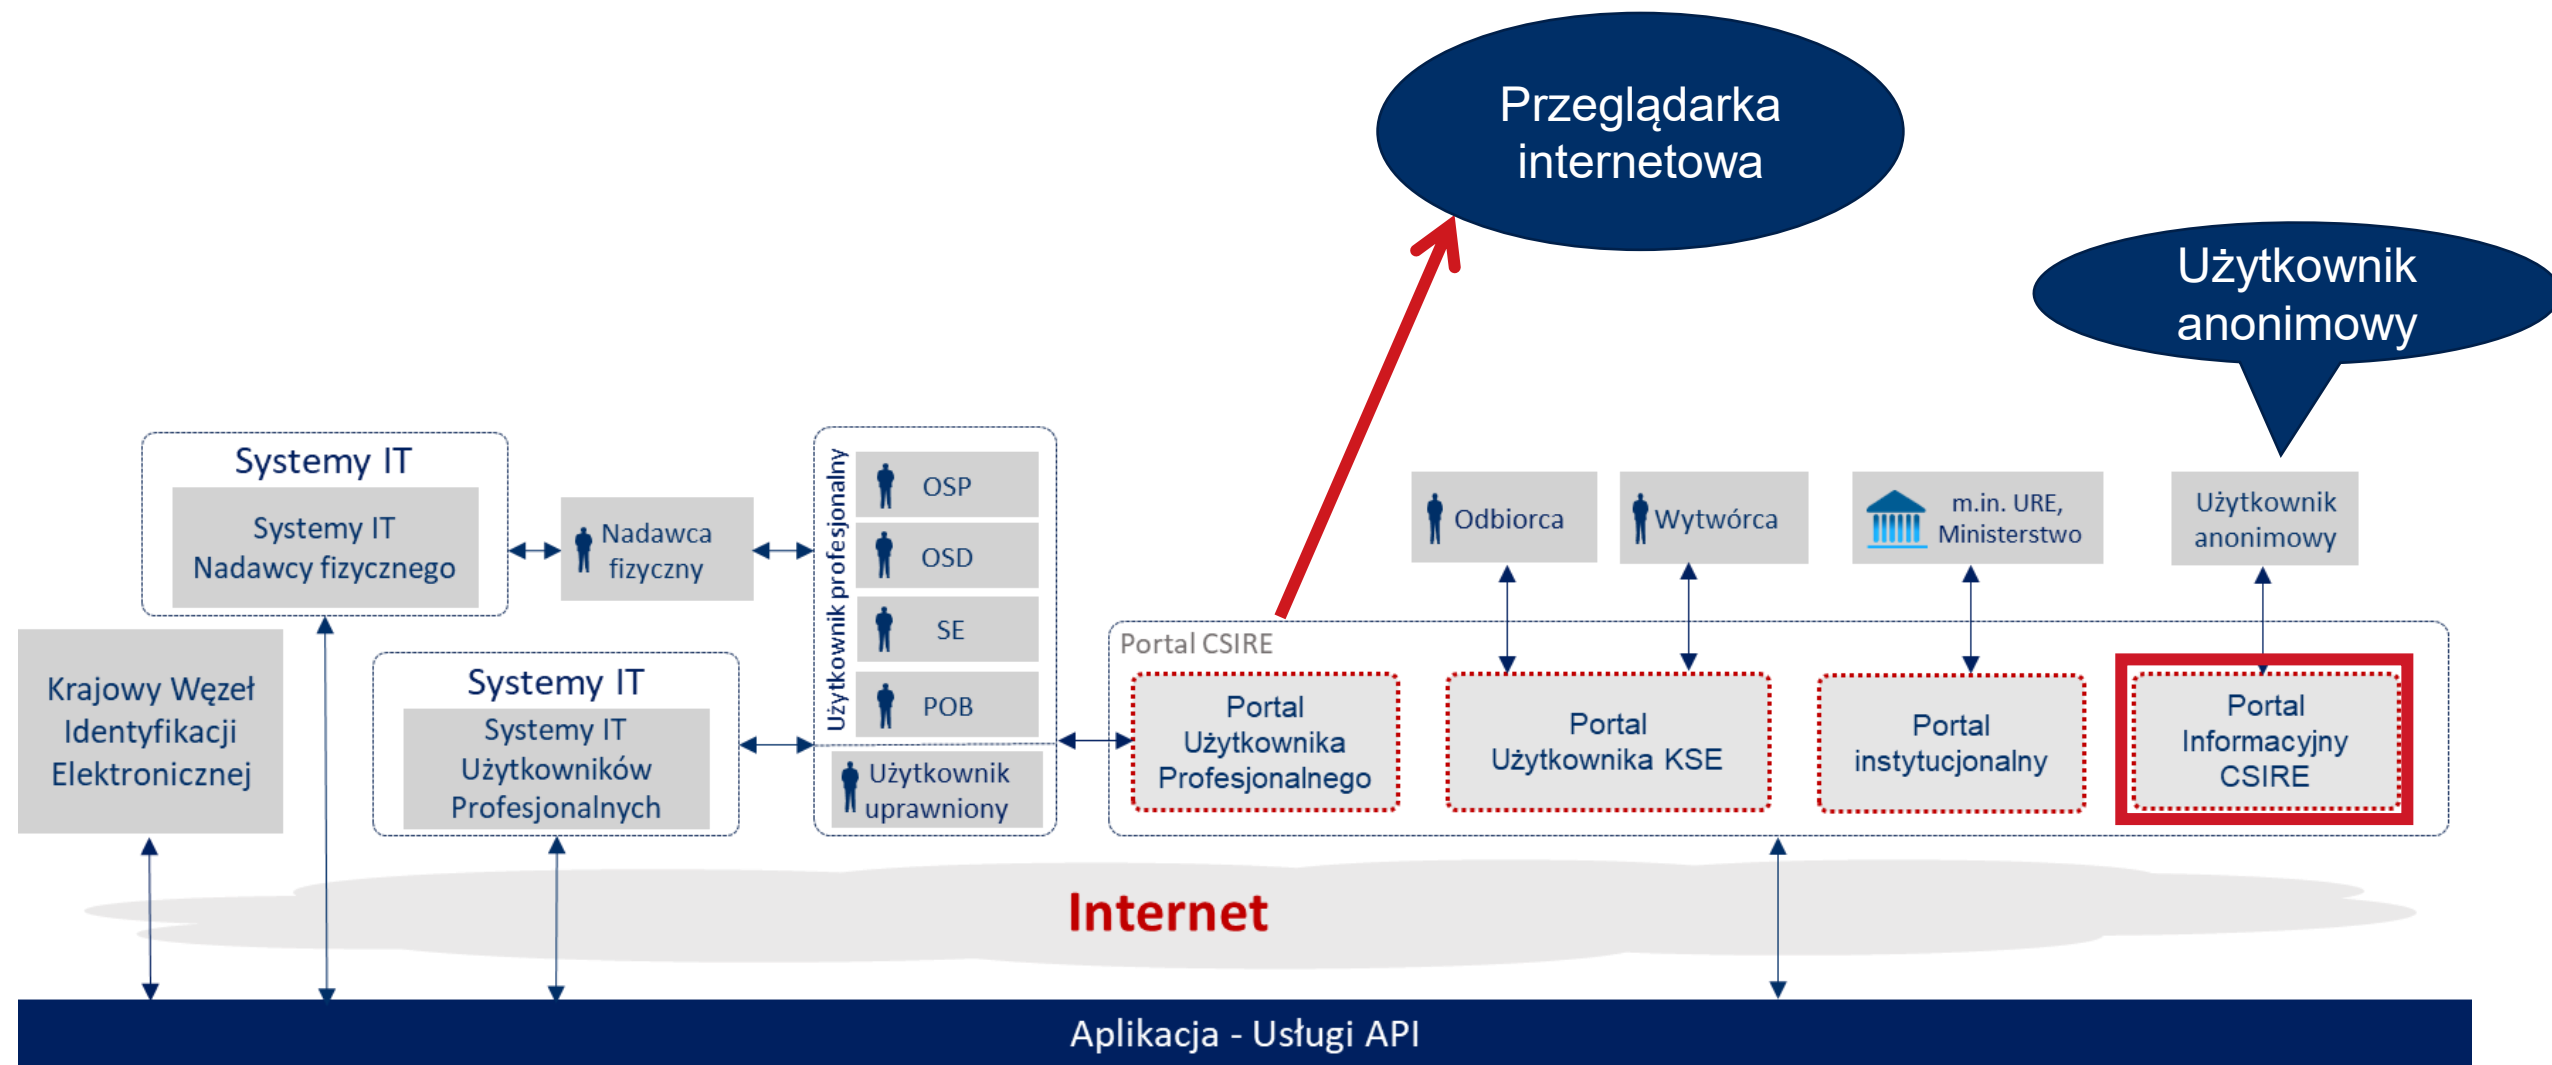 Przeglądarka
internetowa
Użytkownik
anonimowy
Systemy IT
Systemy IT
Nadawcy fizycznego
Nadawca
fizyczny
Użytkownik profesjonalny
OSP
OSD
SE
POB
Użytkownik
uprawniony
Odbiorca
Wytwórca
m.in. URE,
Ministerstwo
Użytkownik
anonimowy
Krajowy Węzeł
Identyfikacji
Elektronicznej
Systemy IT
Systemy IT
Użytkowników
Profesjonalnych
Portal CSIRE
Portal
Użytkownika
Profesjonalnego
Portal
Użytkownika KSE
Portal
instytucjonalny
Portal
Informacyjny
CSIRE
Internet
Aplikacja - Usługi API